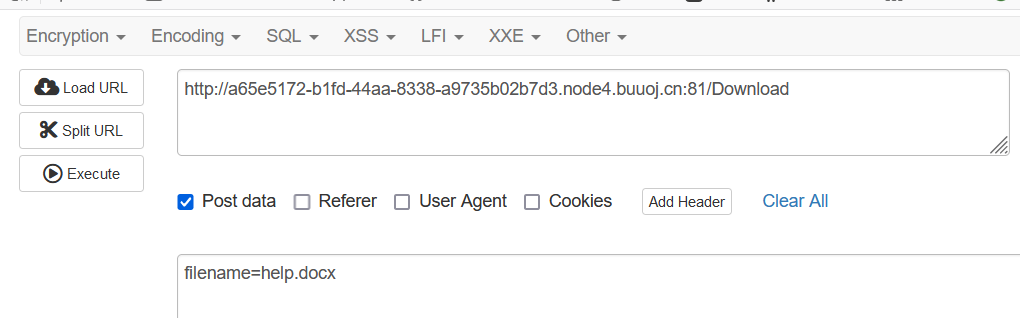 Encryption Encoding SQL XSS LFI XXE Other
Load URL
http://a65e5172-b1fd-44aa-8338-a9735b02b7d3.node4.buuoj.cn:81/Download
Split URL
Execute
Post data Referer User Agent Cookies Add Header Clear All
filename=help.docx